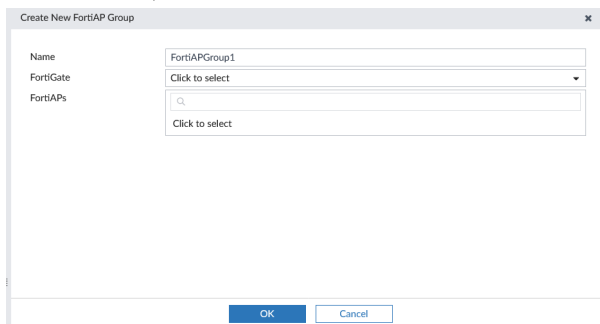 Create New FortiAP Group
Name
FortiAPGroup1
FortiGate
Click to select
FortiAPs
Click to select
OK
Cancel